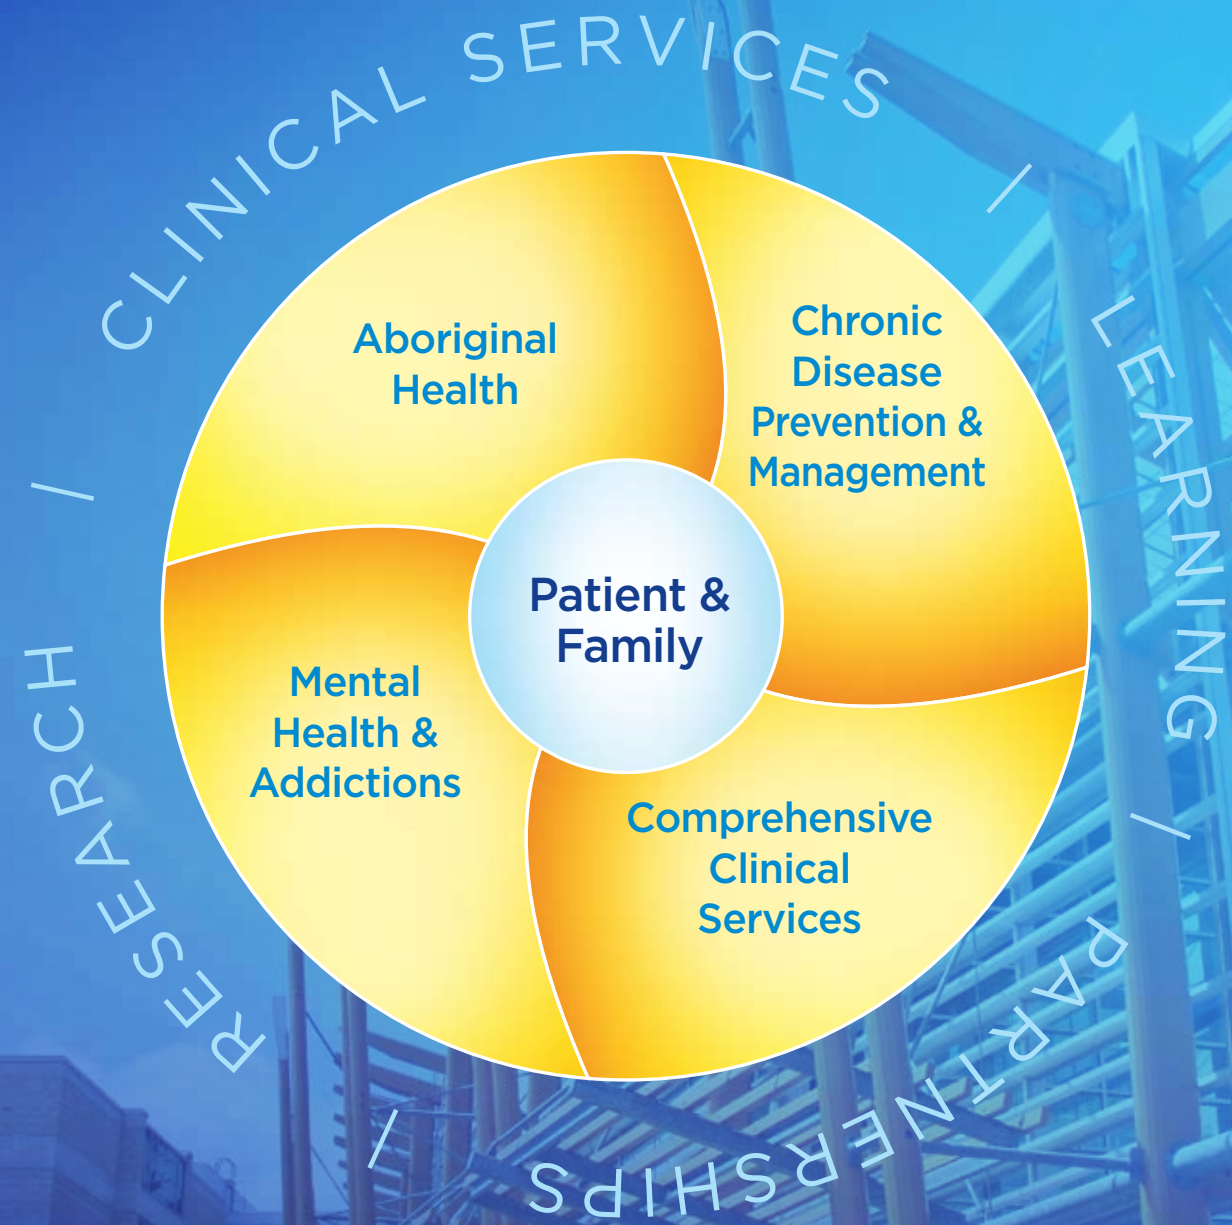 CLINICAL SERVICES / LEARNING / PARTNERSHIPS / RESEARCH /
Aboriginal
Health
Chronic
Disease
Prevention &
Management
Patient &
Family
Mental
Health &
Addictions
Comprehensive
Clinical
Services